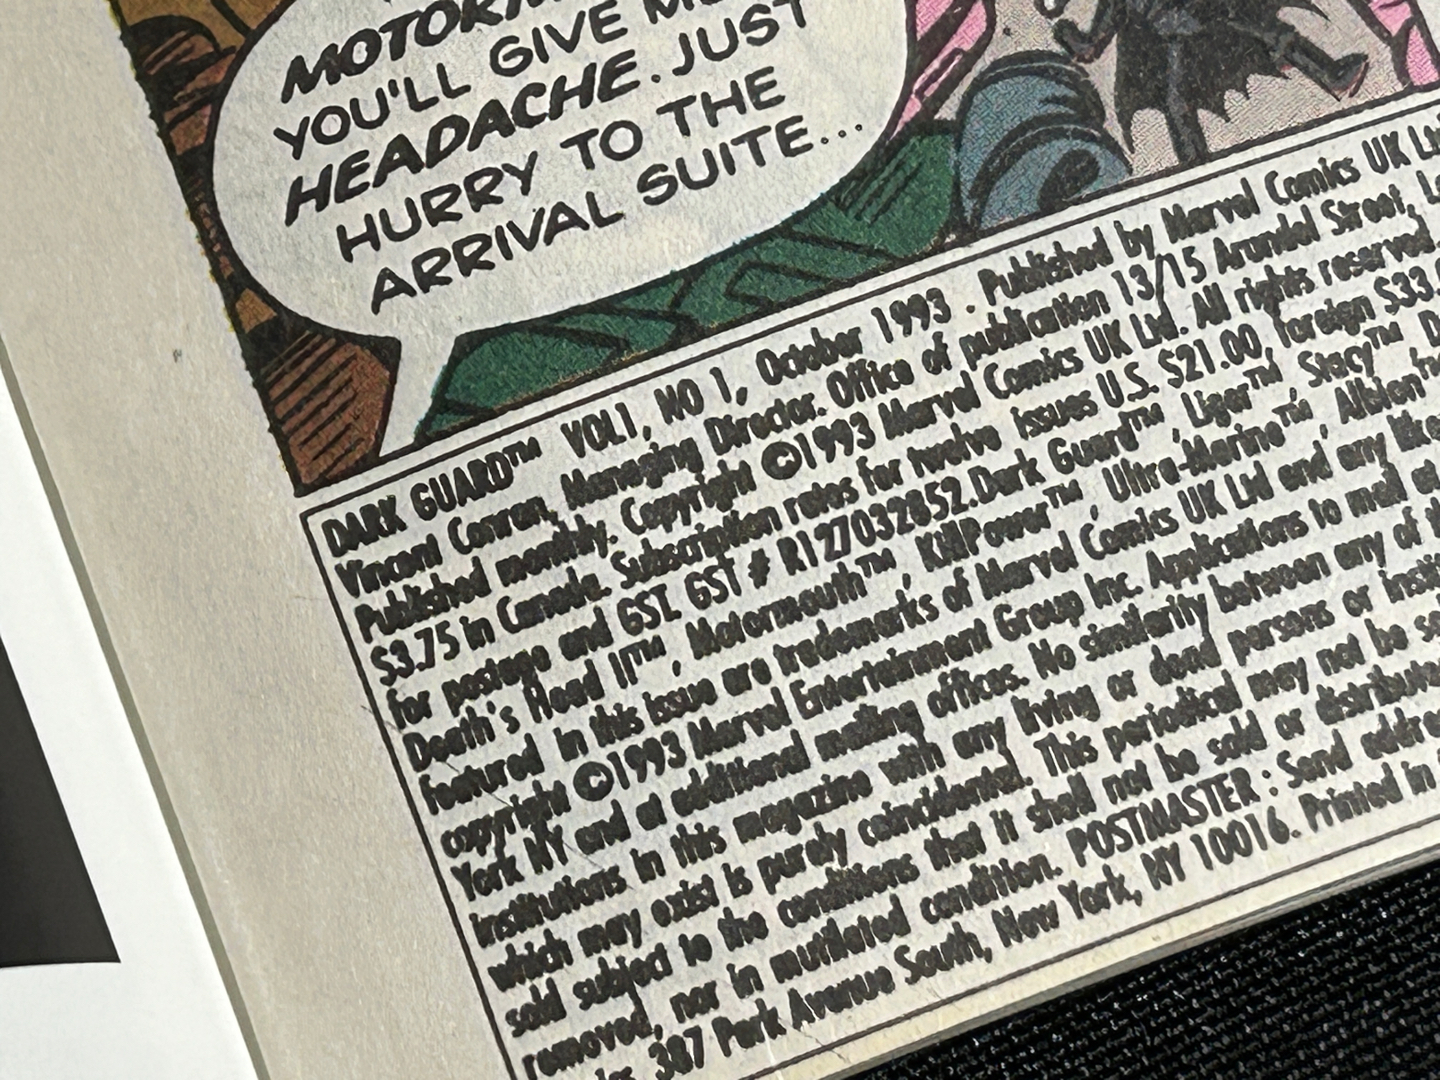 MOTORM
YOU'LL GIVE ME
HEADACHE. JUST
HURRY TO THE
ARRIVAL SUITE...
DARK GUARD™ VOL1, NO 1, October 1993 . Published by Marvel Comics UK Ltd
Vincent Conran, Managing Director. Office of publication 13/15 Arundel Street, Lo
Published monthly. Copyright ©1993 Marvel Comics UK Ltd. All rights reserved
$3.75 in Canada. Subscription rates for twelve issues U.S. $21.00, foreign $33
for postage and GST. GST # R127032852.Dark Guard™, Liger™, Stacy™ D
Death's Head II™, Motormouth™, KillPower™, Ultra-Marine™, Albion™
featured in this issue are trademarks of Marvel Comics UK Ltd and any like
copyright ©1993 Marvel Entertainment Group Inc. Applications to mail at
York NY and at additional mailing offices. No similarity between any of
institutions in this magazine with any living or dead persons or insti
which may exist is purely coincidental. This periodical may not be s
sold subject to the conditions that it shall not be sold or distribute
removed, nor in mutilated condition. POSTMASTER : Send addre
387 Park Avenue South, New York, NY 10016. Printed in